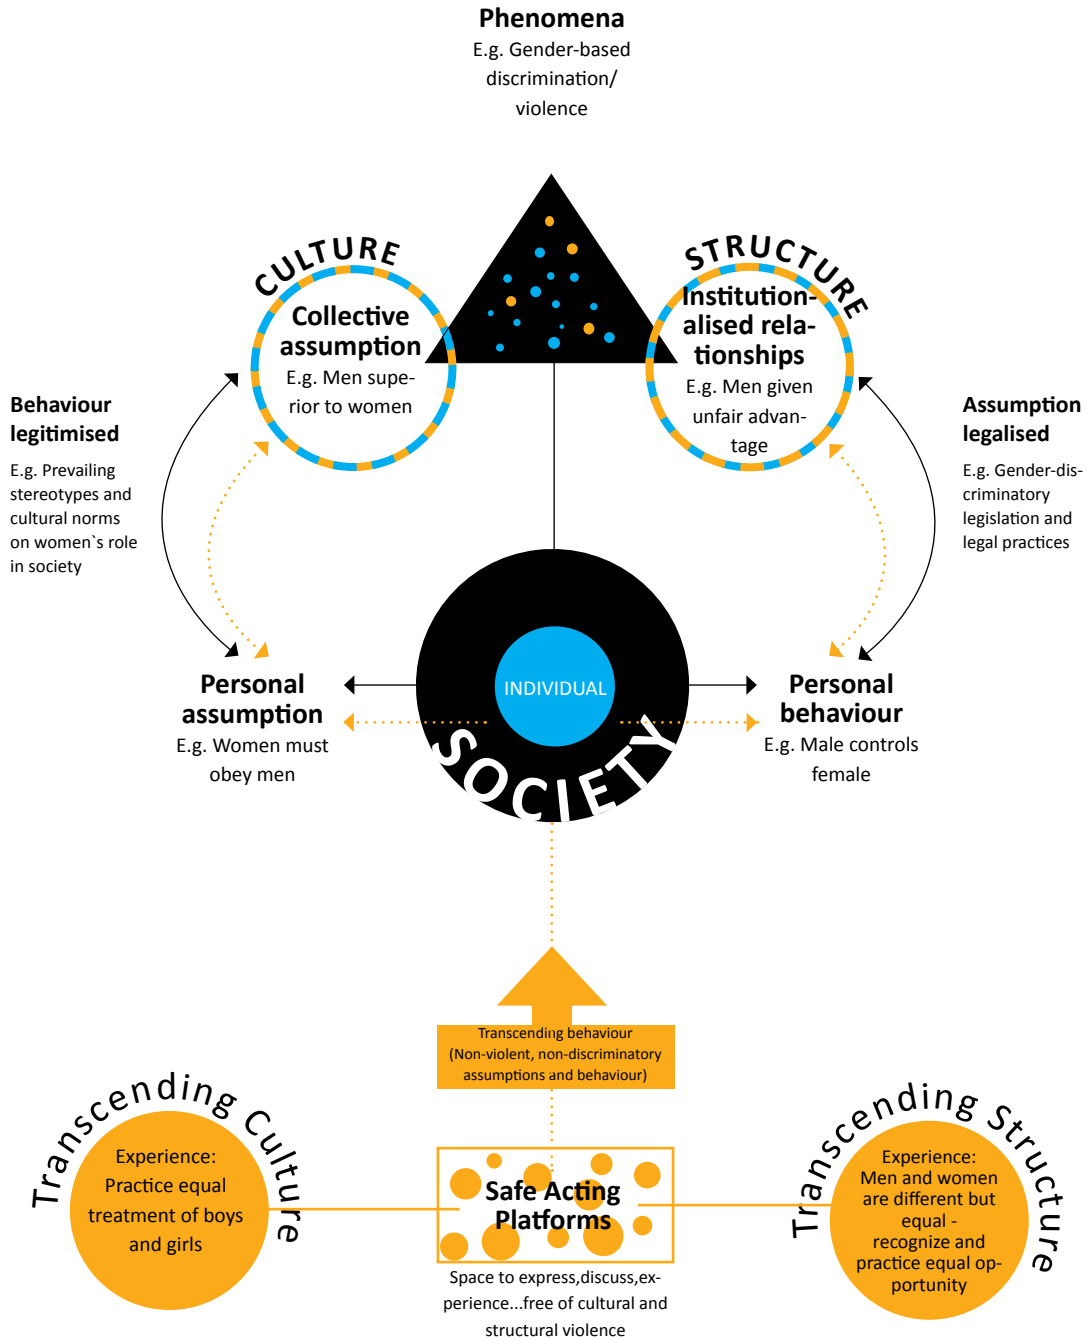 Phenomena
E.g. Gender-based
discrimination/
violence
CULTURE
Collective
assumption
E.g. Men supe-
rior to women
STRUCTURE
Institution-
alised rela-
tionships
E.g. Men given
unfair advan-
tage
Behaviour
legitimised
E.g. Prevailing
stereotypes and
cultural norms
on women`s role
in society
Assumption
legalised
E.g. Gender-dis-
criminatory
legislation and
legal practices
Personal
assumption
E.g. Women must
obey men
INDIVIDUAL
SOCIETY
Personal
behaviour
E.g. Male controls
female
Transcending behaviour
(Non-violent, non-discriminatory
assumptions and behaviour)
Transcending Culture
Experience:
Practice equal
treatment of boys
and girls
Safe Acting
Platforms
Space to express,discuss,ex-
perience...free of cultural and
structural violence
Transcending Structure
Experience:
Men and women
are different but
equal -
recognize and
practice equal op-
portunity